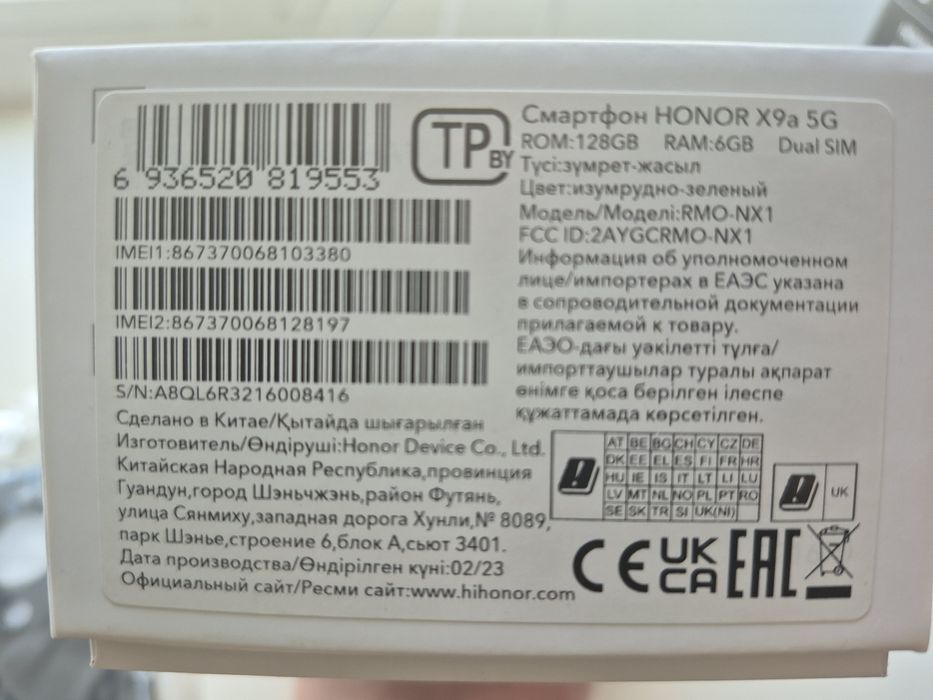 6 936520 819553
IMEI1:867370068103380
IMEI2:867370068128197
S/N:A8QL6R3216008416
TP BY
Смартфон HONOR X9a 5G
ROM:128GB RAM:6GB Dual SIM
Түсі:зүмрет-жасыл
Цвет:изумрудно-зеленый
Модель/Моделі:RMO-NX1
FCC ID:2AYGCRMO-NX1
Информация об уполномоченном
лице/импортерах в ЕАЭС указана
в сопроводительной документации
прилагаемой к товару.
ЕАЭО-дағы уәкілетті тұлға/
импорттаушылар туралы ақпарат
өнімге қоса берілген ілеспе
құжаттамада көрсетілген.
Сделано в Китае/Қытайда шығарылған
Изготовитель/Өндіруші:Honor Device Co., Ltd.
Китайская Народная Республика,провинция
Гуандун,город Шэньчжэнь,район Футянь,
улица Сянмиху,западная дорога Хунли,№ 8089,
парк Шэнье,строение 6,блок А,сьют 3401.
Дата производства/Өндірілген күні:02/23
Официальный сайт/Ресми сайт:www.hihonor.com
AT BE BG CH CY CZ DE
DK EE EL ES FI FR HR
HU IE IS IT LT LI LU
LV MT NL NO PL PT RO
SE SK TR SI UK(NI)
UK
CE UK CA EAC